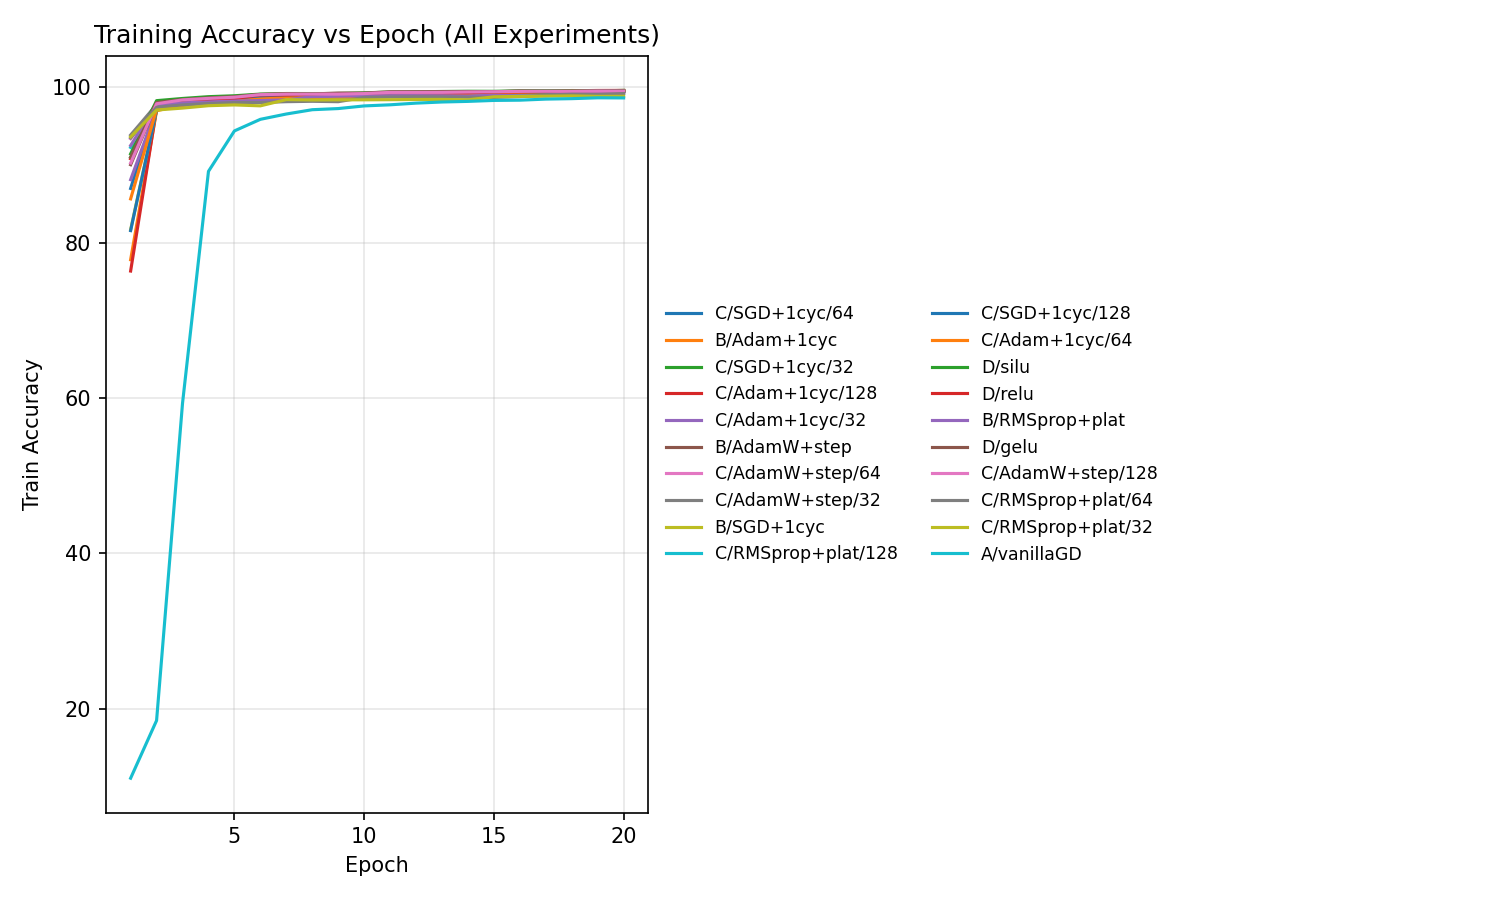 Training Accuracy vs Epoch (All Experiments)
100
80
60
40
20
Train Accuracy
5
10
15
20
Epoch
C/SGD+1cyc/64
B/Adam+1cyc
C/SGD+1cyc/32
C/Adam+1cyc/128
C/Adam+1cyc/32
B/AdamW+step
C/AdamW+step/64
C/AdamW+step/32
B/SGD+1cyc
C/RMSprop+plat/128
C/SGD+1cyc/128
C/Adam+1cyc/64
D/silu
D/relu
B/RMSprop+plat
D/gelu
C/AdamW+step/128
C/RMSprop+plat/64
C/RMSprop+plat/32
A/vanillaGD